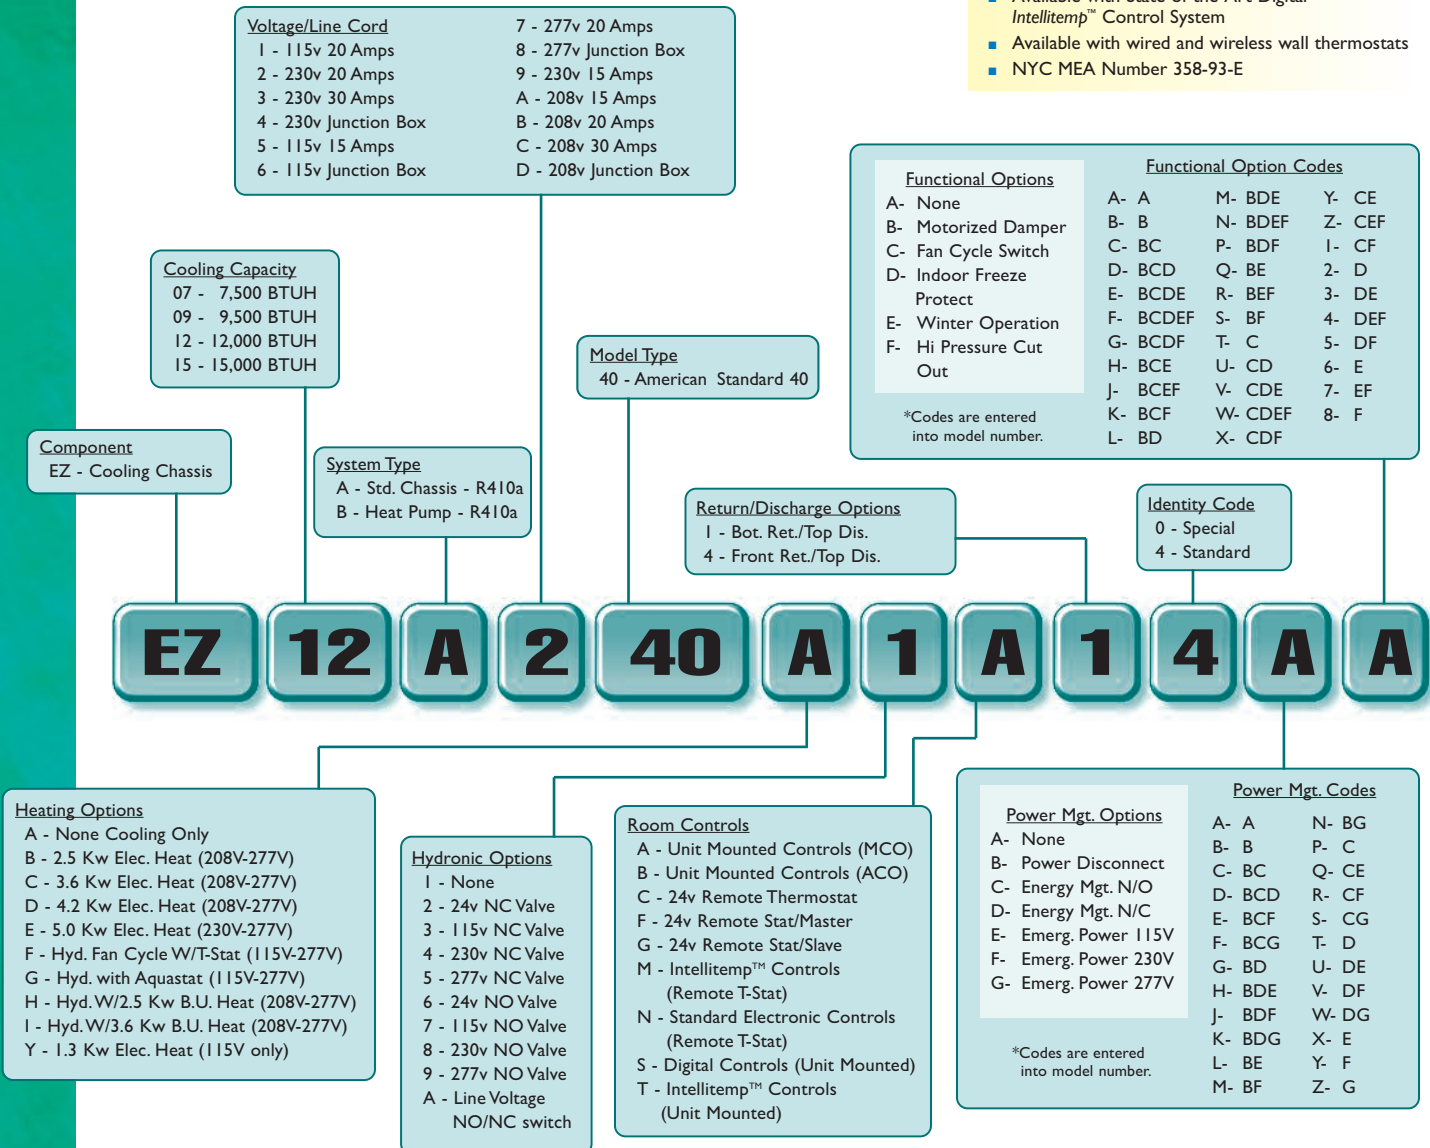 Intellitemp™ Control System
■ Available with wired and wireless wall thermostats
■ NYC MEA Number 358-93-E
Voltage/Line Cord
1 - 115v 20 Amps
2 - 230v 20 Amps
3 - 230v 30 Amps
4 - 230v Junction Box
5 - 115v 15 Amps
6 - 115v Junction Box
7 - 277v 20 Amps
8 - 277v Junction Box
9 - 230v 15 Amps
A - 208v 15 Amps
B - 208v 20 Amps
C - 208v 30 Amps
D - 208v Junction Box
Functional Options
A- None
B- Motorized Damper
C- Fan Cycle Switch
D- Indoor Freeze
Protect
E- Winter Operation
F- Hi Pressure Cut
Out
*Codes are entered
into model number.
Functional Option Codes
A- A
B- B
C- BC
D- BCD
E- BCDE
F- BCDEF
G- BCDF
H- BCE
J- BCEF
K- BCF
L- BD
M- BDE
N- BDEF
P- BDF
Q- BE
R- BEF
S- BF
T- C
U- CD
V- CDE
W- CDEF
X- CDF
Y- CE
Z- CEF
1- CF
2- D
3- DE
4- DEF
5- DF
6- E
7- EF
8- F
Cooling Capacity
07 - 7,500 BTUH
09 - 9,500 BTUH
12 - 12,000 BTUH
15 - 15,000 BTUH
Model Type
40 - American Standard 40
Component
EZ - Cooling Chassis
System Type
A - Std. Chassis - R410a
B - Heat Pump - R410a
Return/Discharge Options
1 - Bot. Ret./Top Dis.
4 - Front Ret./Top Dis.
Identity Code
0 - Special
4 - Standard
EZ 12 A 2 40 A 1 A 1 4 A A
Heating Options
A - None Cooling Only
B - 2.5 Kw Elec. Heat (208V-277V)
C - 3.6 Kw Elec. Heat (208V-277V)
D - 4.2 Kw Elec. Heat (208V-277V)
E - 5.0 Kw Elec. Heat (230V-277V)
F - Hyd. Fan Cycle W/T-Stat (115V-277V)
G - Hyd. with Aquastat (115V-277V)
H - Hyd. W/2.5 Kw B.U. Heat (208V-277V)
I - Hyd. W/3.6 Kw B.U. Heat (208V-277V)
Y - 1.3 Kw Elec. Heat (115V only)
Hydronic Options
1 - None
2 - 24v NC Valve
3 - 115v NC Valve
4 - 230v NC Valve
5 - 277v NC Valve
6 - 24v NO Valve
7 - 115v NO Valve
8 - 230v NO Valve
9 - 277v NO Valve
A - Line Voltage
NO/NC switch
Room Controls
A - Unit Mounted Controls (MCO)
B - Unit Mounted Controls (ACO)
C - 24v Remote Thermostat
F - 24v Remote Stat/Master
G - 24v Remote Stat/Slave
M - Intellitemp™ Controls
(Remote T-Stat)
N - Standard Electronic Controls
(Remote T-Stat)
S - Digital Controls (Unit Mounted)
T - Intellitemp™ Controls
(Unit Mounted)
Power Mgt. Options
A- None
B- Power Disconnect
C- Energy Mgt. N/O
D- Energy Mgt. N/C
E- Emerg. Power 115V
F- Emerg. Power 230V
G- Emerg. Power 277V
*Codes are entered
into model number.
Power Mgt. Codes
A- A
B- B
C- BC
D- BCD
E- BCF
F- BCG
G- BD
H- BDE
J- BDF
K- BDG
L- BE
M- BF
N- BG
P- C
Q- CE
R- CF
S- CG
T- D
U- DE
V- DF
W- DG
X- E
Y- F
Z- G